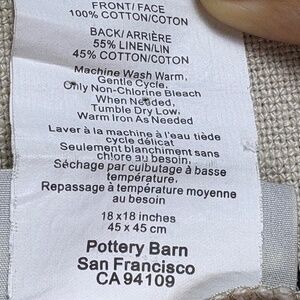 FRONT/FACE
100% COTTON/COTON
BACK/ARRIÈRE
55% LINEN/LIN
45% COTTON/COTON
Machine Wash Warm,
Gentle Cycle,
Only Non-Chlorine Bleach
When Needed,
Tumble Dry Low,
Warm Iron As Needed
Laver à la machine à l'eau tiède
cycle délicat
Seulement blanchiment sans
chlore au besoin,
Séchage par culbutage à basse
température,
Repassage à température moyenne
au besoin
18 x 18 inches
45 x 45 cm
Pottery Barn
San Francisco
CA 94109